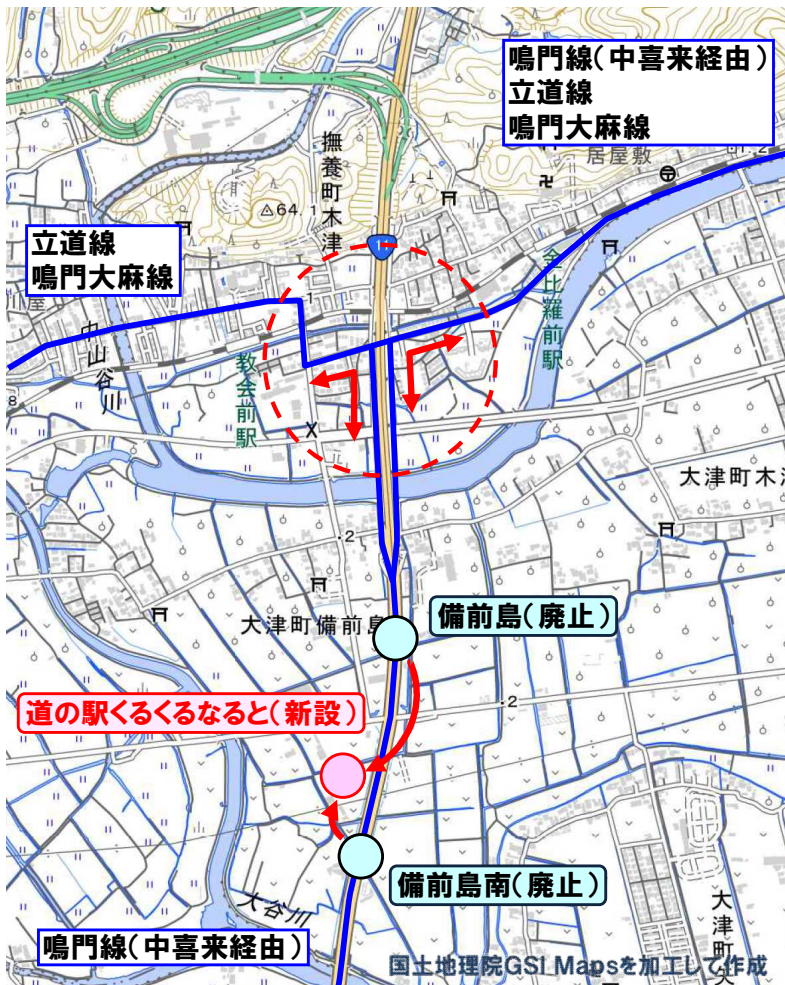 鳴門線(中喜来経由)
立道線
鳴門大麻線
居屋敷
撫養町木津
△64.1
1
立道線
鳴門大麻線
金比羅前駅
中山谷川
教会前駅
大津町木津
2
大津町備前島
備前島(廃止)
道の駅くるくるなると(新設)
2
備前島南(廃止)
大谷川
大津町
鳴門線(中喜来経由)
国土地理院GSI Mapsを加工して作成